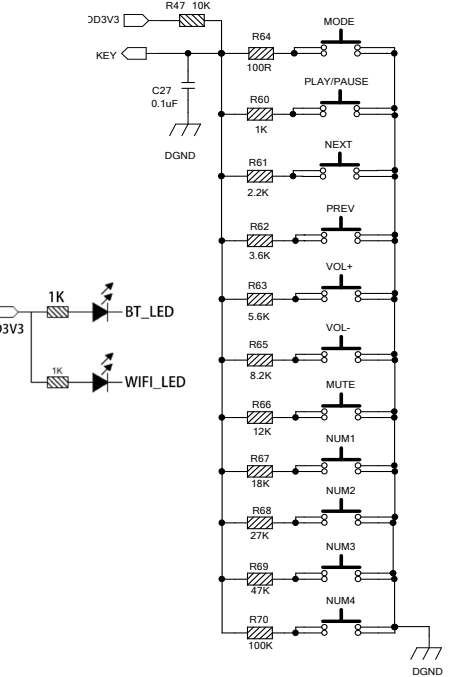 R47 10K
DD3V3
R64
MODE
KEY
100R
C27
0.1uF
PLAY/PAUSE
R60
1K
DGND
NEXT
R61
2.2K
PREV
R62
3.6K
VOL+
R63
5.6K
1K
BT_LED
D3V3
VOL-
R65
8.2K
1K
WIFI_LED
MUTE
R66
12K
NUM1
R67
18K
NUM2
R68
27K
NUM3
R69
47K
NUM4
R70
100K
DGND